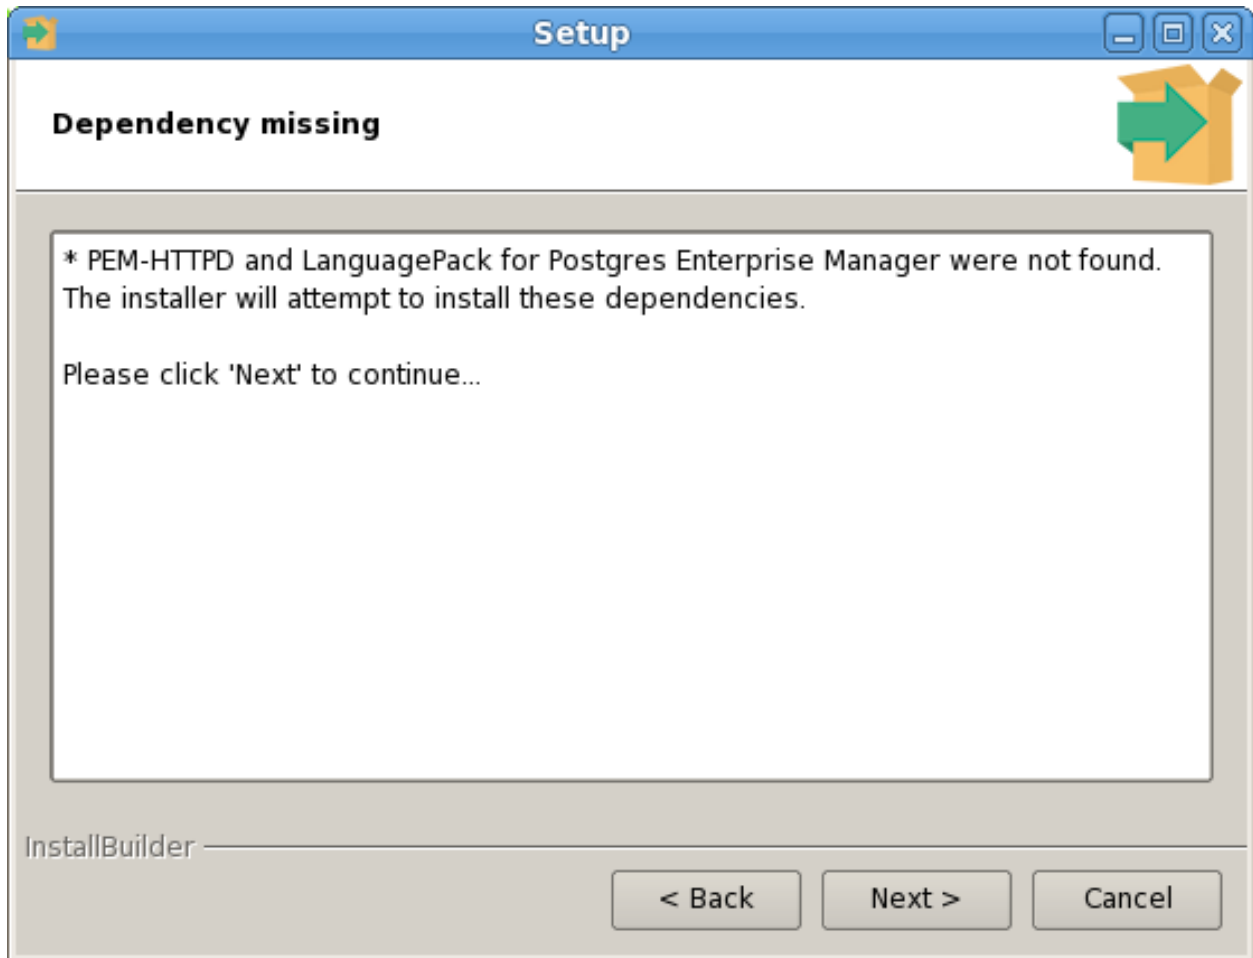 Setup
Dependency missing
* PEM-HTTPD and LanguagePack for Postgres Enterprise Manager were not found.
The installer will attempt to install these dependencies.
Please click 'Next' to continue...
InstallBuilder
< Back
Next >
Cancel